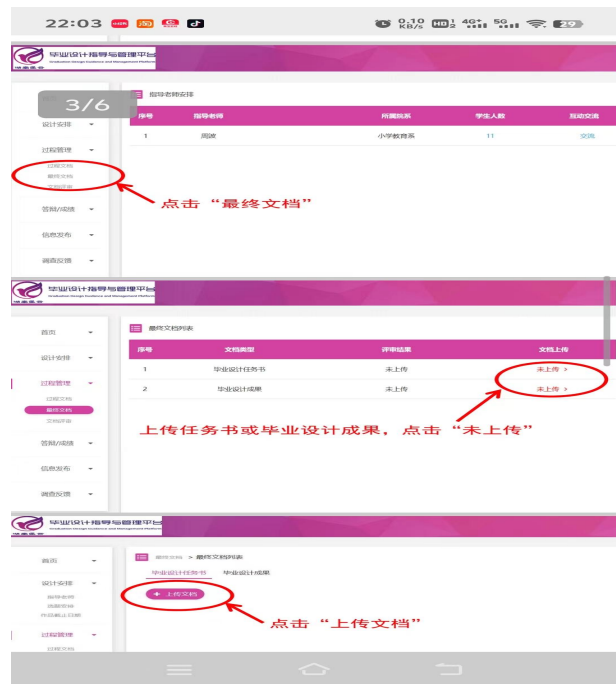 22:03
0.10 KB/s HD 4G+ 5G 29
毕业设计指导与管理平台
Graduation Design Guidance and Management Platform
3/6
指导老师安排
序号 指导老师 所属院系 学生人数 互动交流
设计安排
1 周波 小学教育系 11 交流
过程管理
过程文档
最终文档
文档评审
点击“最终文档”
答辩/成绩
信息发布
调查反馈
毕业设计指导与管理平台
Graduation Design Guidance and Management Platform
首页
最终文档列表
设计安排
序号 文档类型 评审结果 文档上传
1 毕业设计任务书 未上传 未上传 >
过程管理
2 毕业设计成果 未上传 未上传 >
过程文档
最终文档
文档评审
上传任务书或毕业设计成果，点击“未上传”
答辩/成绩
信息发布
调查反馈
毕业设计指导与管理平台
Graduation Design Guidance and Management Platform
首页
最终文档 > 最终文档列表
毕业设计任务书 毕业设计成果
设计安排
+ 上传文档
指导老师
点击“上传文档”
过程管理
过程文档